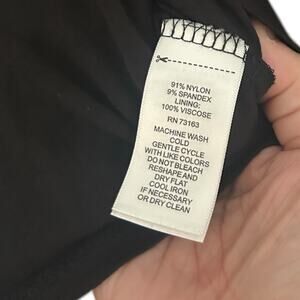 91% NYLON
9% SPANDEX
LINING:
100% VISCOSE
RN 73163
MACHINE WASH
COLD
GENTLE CYCLE
WITH LIKE COLORS
DO NOT BLEACH
RESHAPE AND
DRY FLAT
COOL IRON
IF NECESSARY
OR DRY CLEAN